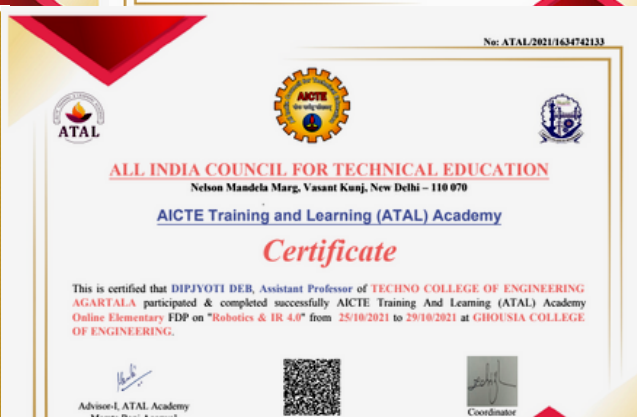 No: ATAL/2021/1634742133
AICTE
ATAL
ALL INDIA COUNCIL FOR TECHNICAL EDUCATION
Nelson Mandela Marg, Vasant Kunj, New Delhi – 110 070
AICTE Training and Learning (ATAL) Academy
Certificate
This is certified that DIPJYOTI DEB, Assistant Professor of TECHNO COLLEGE OF ENGINEERING
AGARTALA participated & completed successfully AICTE Training And Learning (ATAL) Academy
Online Elementary FDP on "Robotics & IR 4.0" from 25/10/2021 to 29/10/2021 at GHOUSIA COLLEGE
OF ENGINEERING.
Advisor-I, ATAL Academy
Coordinator